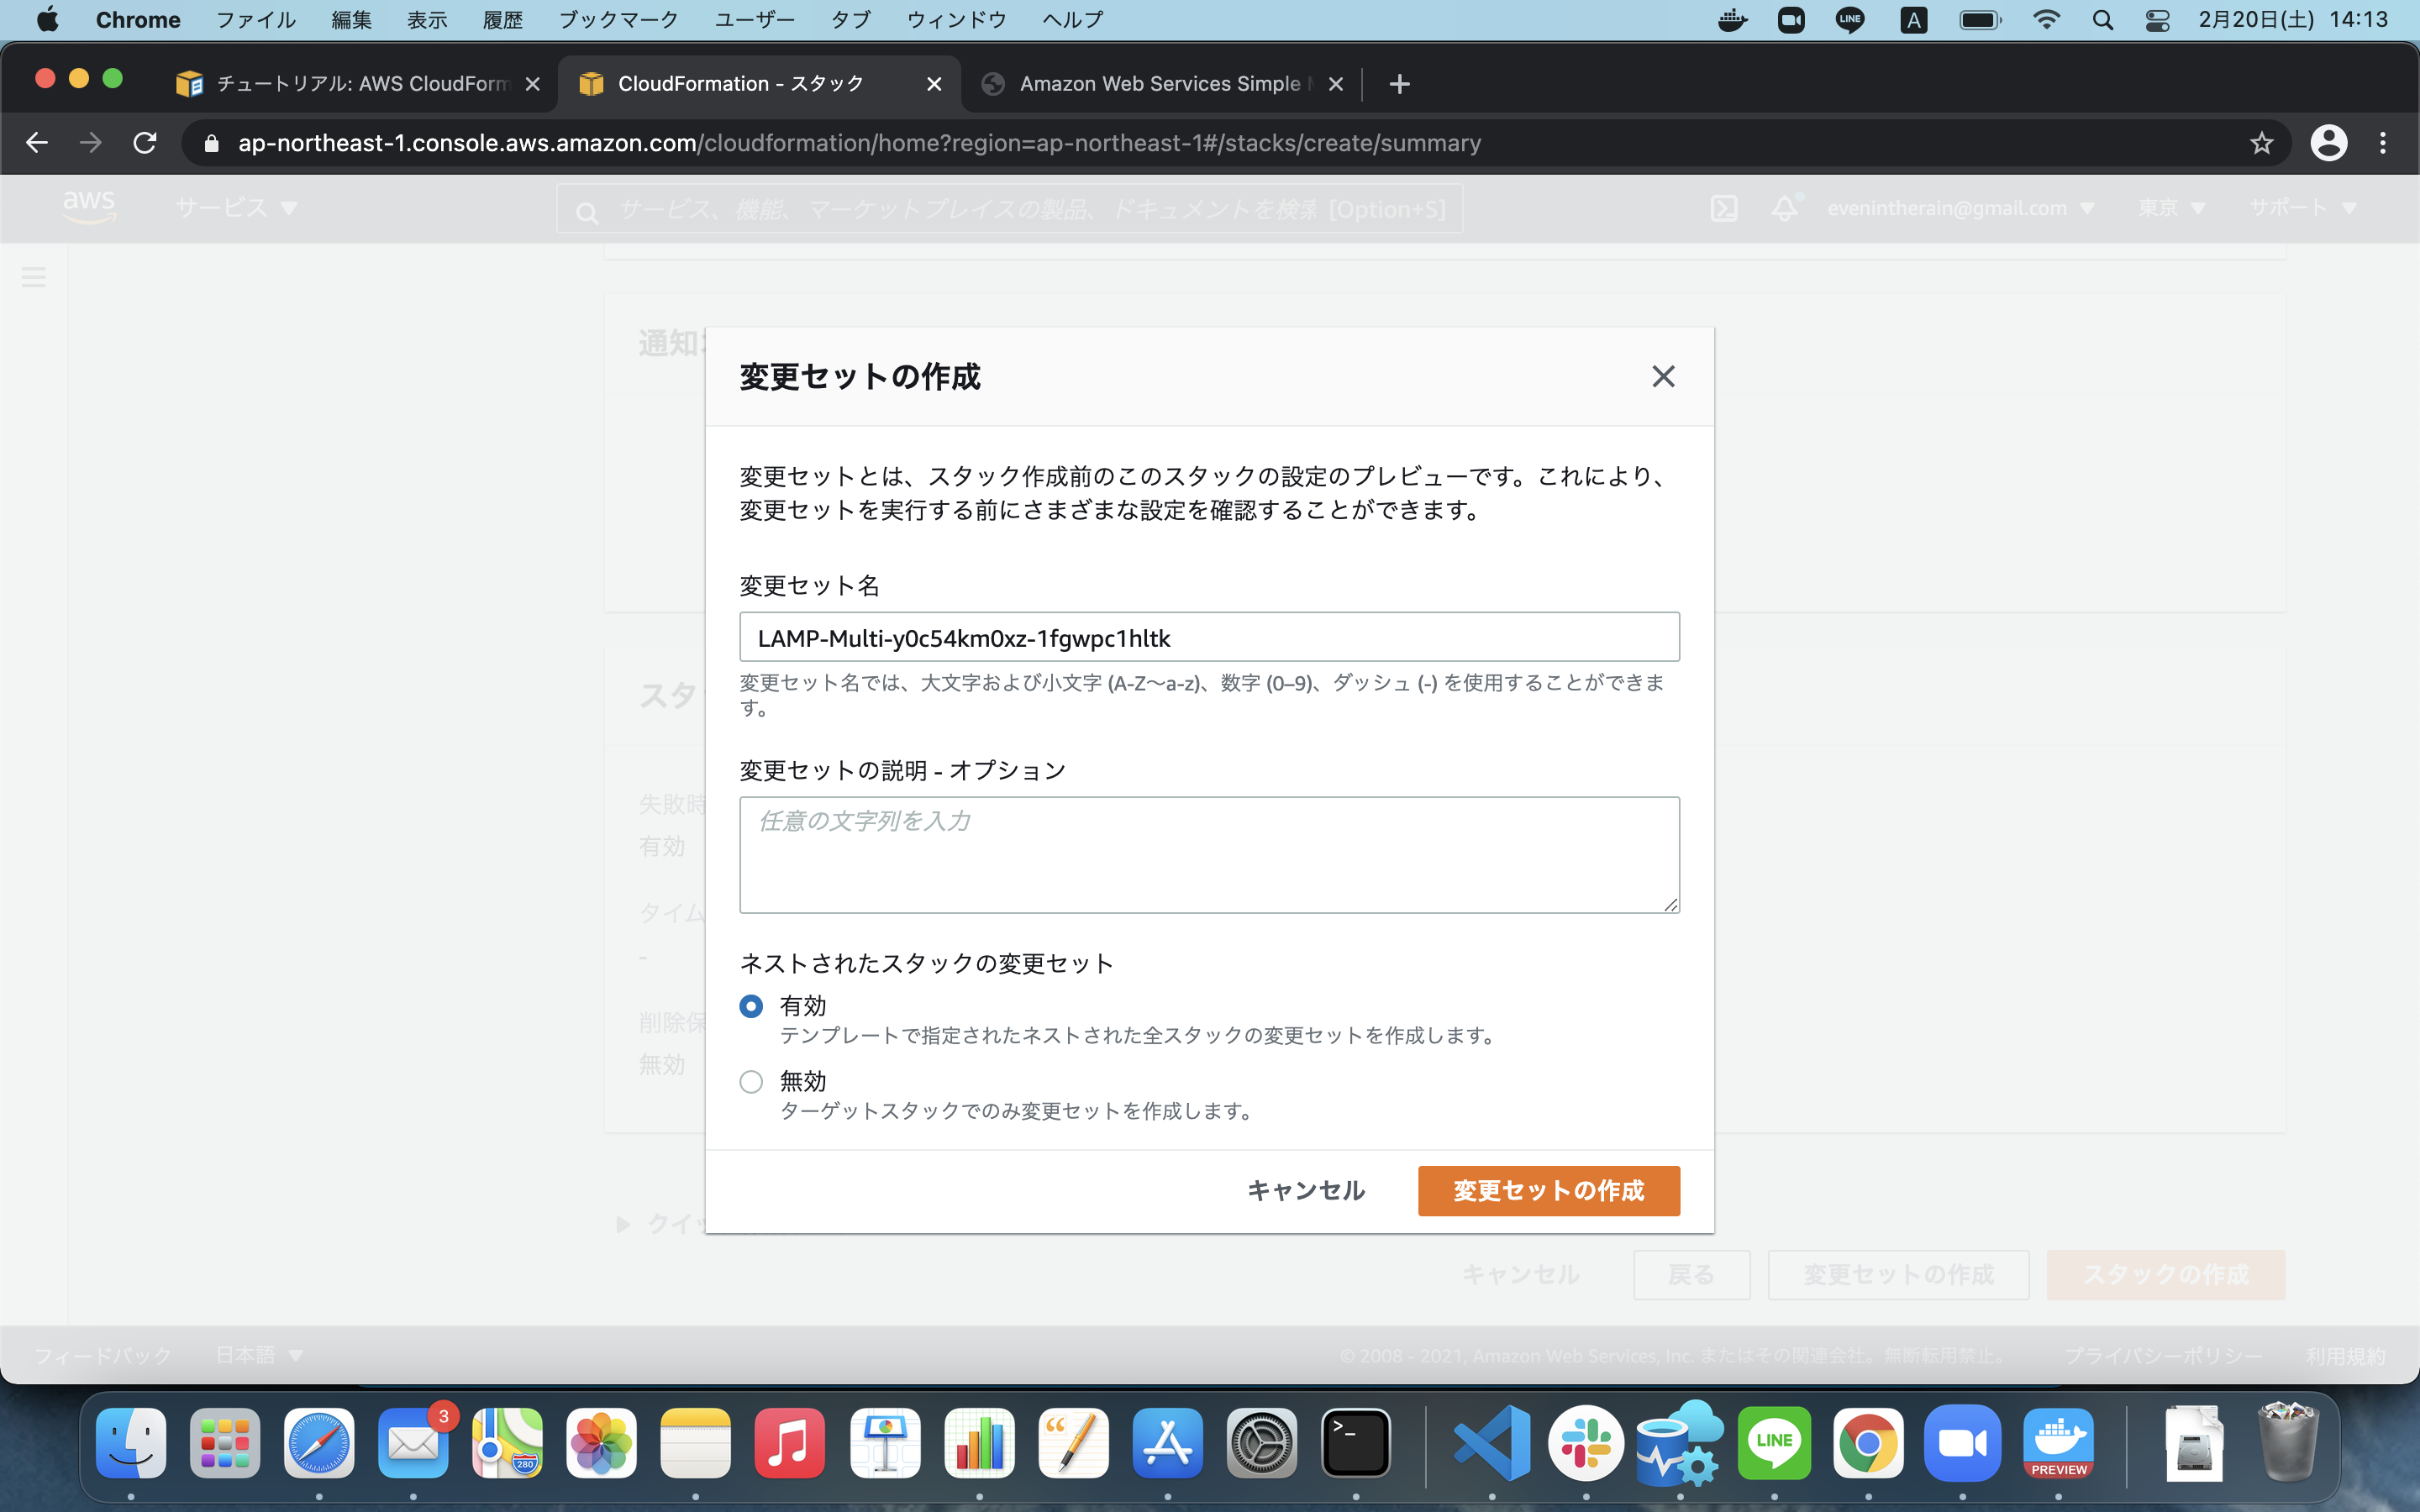 Chrome ファイル 編集 表示 履歴 ブックマーク ユーザー タブ ウィンドウ ヘルプ LINE A 2月20日(土) 14:13
チュートリアル: AWS CloudForm CloudFormation - スタック Amazon Web Services Simple
ap-northeast-1.console.aws.amazon.com/cloudformation/home?region=ap-northeast-1#/stacks/create/summary
aws サービス サービス、機能、マーケットプレイスの製品、ドキュメントを検索 [Option+S] evenintherain@gmail.com 東京 サポート
通知
変更セットの作成
変更セットとは、スタック作成前のこのスタックの設定のプレビューです。これにより、
変更セットを実行する前にさまざまな設定を確認することができます。
変更セット名
LAMP-Multi-y0c54km0xz-1fgwpc1hltk
変更セット名では、大文字および小文字 (A-Z〜a-z)、数字 (0–9)、ダッシュ (-) を使用することができま
す。
スタ
変更セットの説明 - オプション
任意の文字列を入力
失敗時
有効
タイム
-
ネストされたスタックの変更セット
有効
テンプレートで指定されたネストされた全スタックの変更セットを作成します。
無効
ターゲットスタックでのみ変更セットを作成します。
削除保
無効
キャンセル 変更セットの作成
クイッ
キャンセル 戻る 変更セットの作成 スタックの作成
フィードバック 日本語 © 2008 - 2021, Amazon Web Services, Inc. またはその関連会社。無断転用禁止。 プライバシーポリシー 利用規約
3
280
LINE
PREVIEW